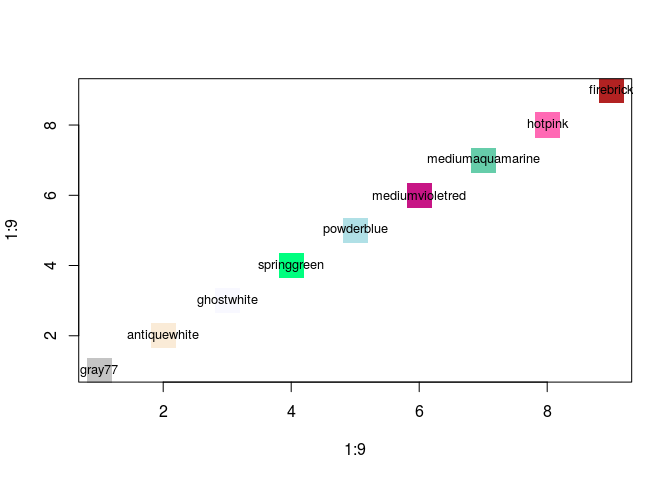 firebrick
hotpink
mediumaquamarine
mediumvioletred
powderblue
springgreen
ghostwhite
antiquewhite
gray77
8
6
4
2
1:9
2 4 6 8
1:9